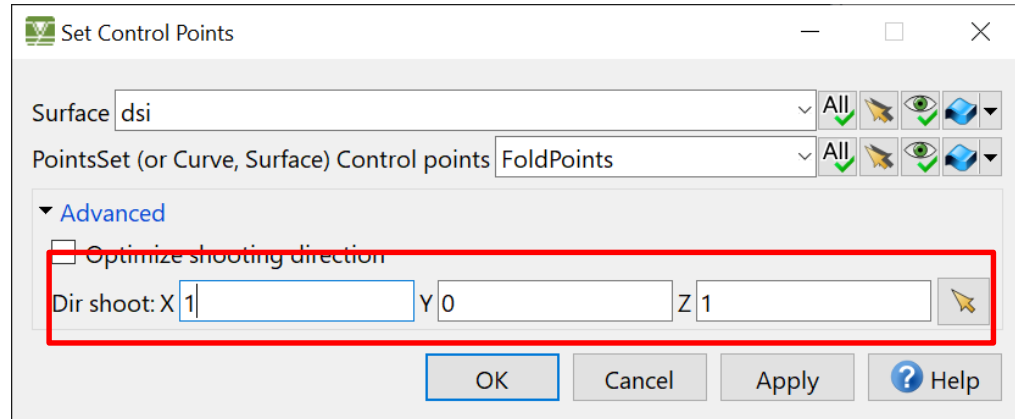 Set Control Points
Surface dsi All
PointsSet (or Curve, Surface) Control points FoldPoints All
Advanced
Optimize shooting direction
Dir shoot: X 1 Y 0 Z 1
OK Cancel Apply ? Help